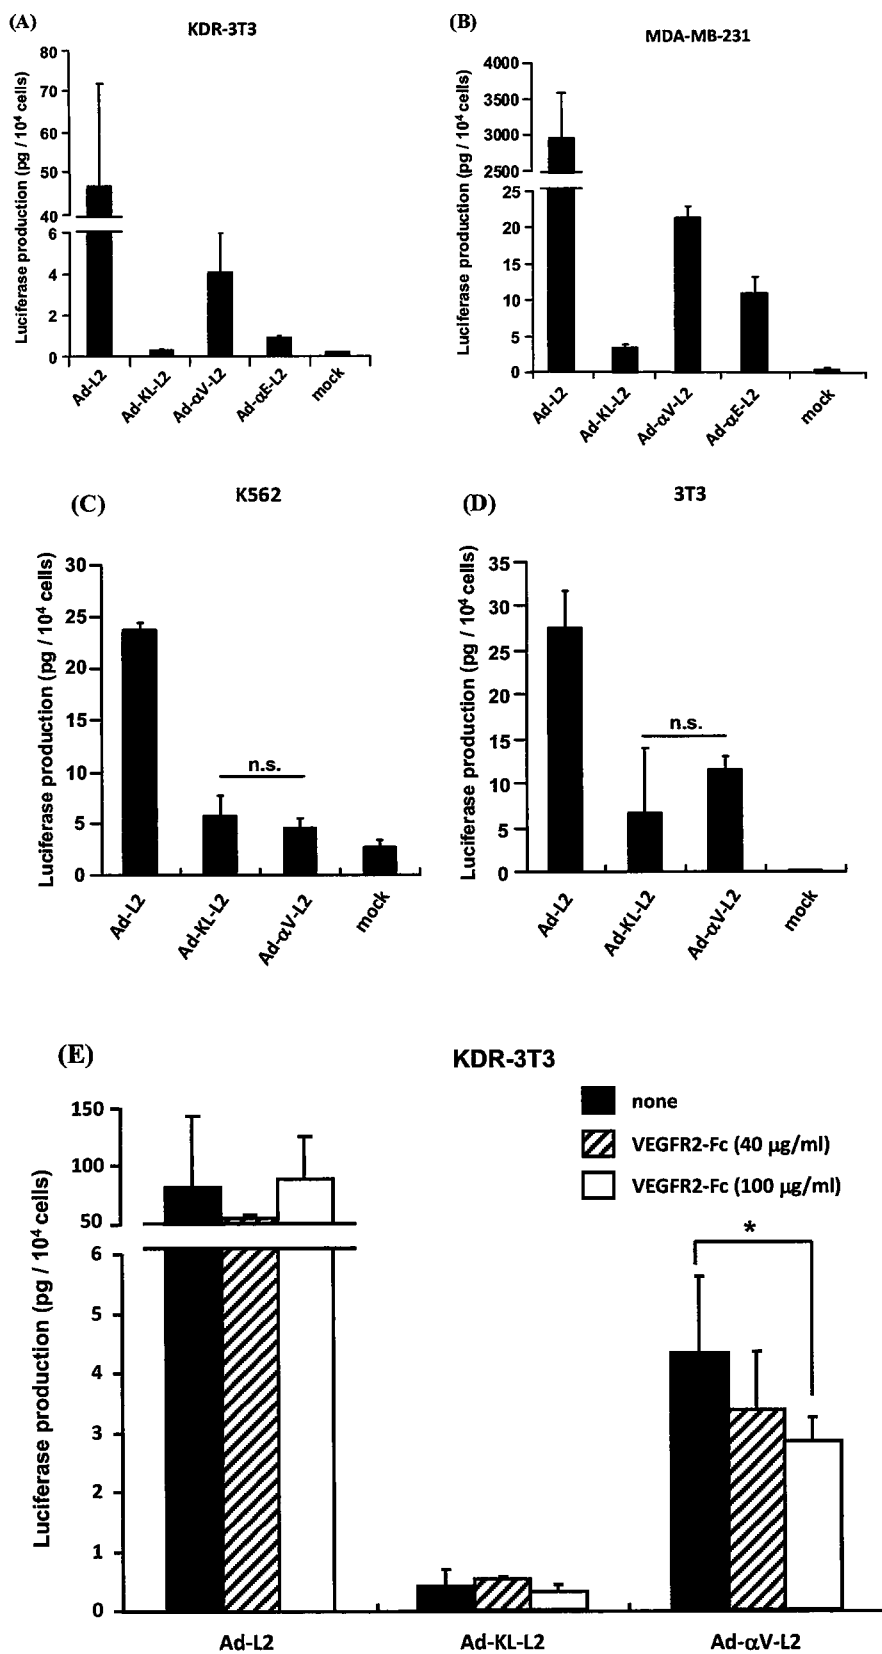 (A)
KDR-3T3
Luciferase production (pg / 10⁴ cells)
80
70
60
50
40
6
4
2
0
Ad-L2
Ad-KL-L2
Ad-αV-L2
Ad-αE-L2
mock
(B)
MDA-MB-231
Luciferase production (pg / 10⁴ cells)
4000
3500
3000
2500
25
20
15
10
5
0
Ad-L2
Ad-KL-L2
Ad-αV-L2
Ad-αE-L2
mock
(C)
K562
Luciferase production (pg / 10⁴ cells)
30
25
20
15
10
5
0
n.s.
Ad-L2
Ad-KL-L2
Ad-αV-L2
mock
(D)
3T3
Luciferase production (pg / 10⁴ cells)
35
30
25
20
15
10
5
0
n.s.
Ad-L2
Ad-KL-L2
Ad-αV-L2
mock
(E)
KDR-3T3
none
VEGFR2-Fc (40 μg/ml)
VEGFR2-Fc (100 μg/ml)
Luciferase production (pg / 10⁴ cells)
150
100
50
6
5
4
3
2
1
0
*
Ad-L2
Ad-KL-L2
Ad-αV-L2